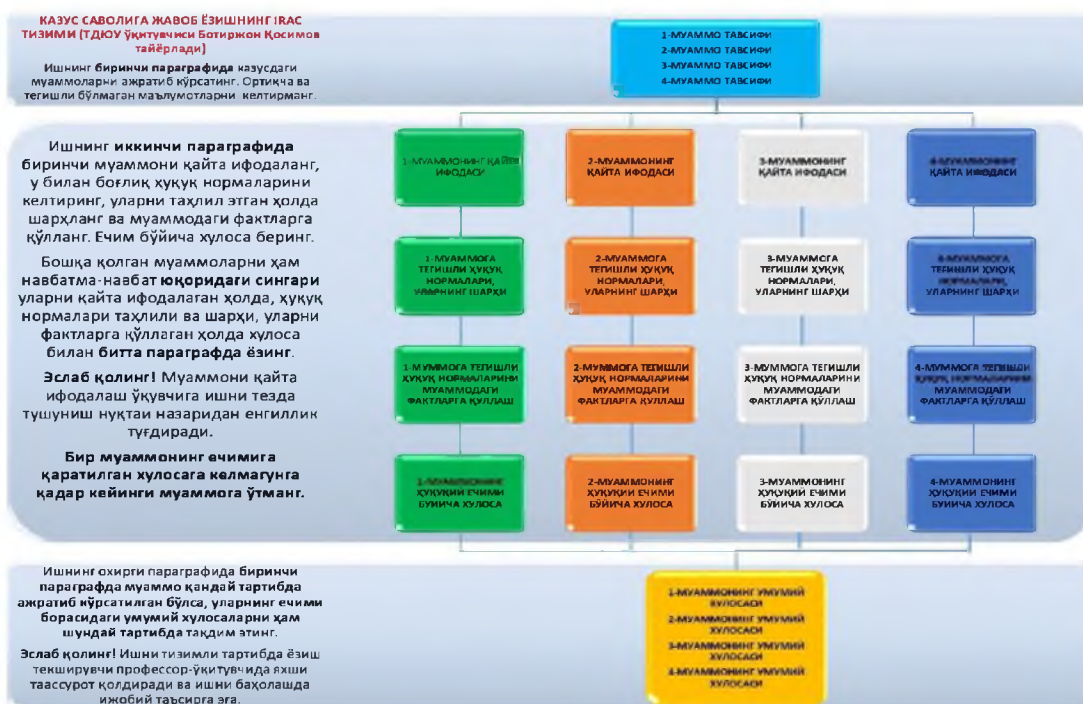 КАЗУС САВОЛИГА ЖАВОБ ЁЗИШНИНГ IRAC
ТИЗИМИ (ТДЮУ ўқитувчиси Ботиржон Қосимов
тайёрлади)
Ишнинг биринчи параграфида казусдаги
муаммоларни ажратиб кўрсатинг. Ортиқча ва
тегишли бўлмаган маълумотларни келтирманг.
1-МУАММО ТАВСИФИ
2-МУАММО ТАВСИФИ
3-МУАММО ТАВСИФИ
4-МУАММО ТАВСИФИ
Ишнинг иккинчи параграфида
биринчи муаммони қайта ифодаланг,
у билан боғлиқ ҳуқуқ нормаларини
келтиринг, уларни таҳлил этган ҳолда
шарҳланг ва муаммодаги фактларга
қўлланг. Ечим бўйича хулоса беринг.
Бошқа қолган муаммоларни ҳам
навбатма-навбат юқоридаги сингари
уларни қайта ифодалаган ҳолда, ҳуқуқ
нормалари таҳлили ва шарҳи, уларни
фактларга қўллаган ҳолда хулоса
билан битта параграфда ёзинг.
Эслаб қолинг! Муаммони қайта
ифодалаш ўқувчига ишни тезда
тушуниш нуқтаи назаридан енгиллик
туғдиради.
Бир муаммонинг ечимига
қаратилган хулосага келмагунга
қадар кейинги муаммога ўтманг.
1-МУАММОНИНГ ҚАЙТА
ИФОДАСИ
2-МУАММОНИНГ
ҚАЙТА ИФОДАСИ
3-МУАММОНИНГ
ҚАЙТА ИФОДАСИ
4-МУАММОНИНГ
ҚАЙТА ИФОДАСИ
1-МУАММОГА
ТЕГИШЛИ ҲУҚУҚ
НОРМАЛАРИ,
УЛАРНИНГ ШАРҲИ
2-МУАММОГА
ТЕГИШЛИ ҲУҚУҚ
НОРМАЛАРИ,
УЛАРНИНГ ШАРҲИ
3-МУАММОГА
ТЕГИШЛИ ҲУҚУҚ
НОРМАЛАРИ,
УЛАРНИНГ ШАРҲИ
4-МУАММОГА
ТЕГИШЛИ ҲУҚУҚ
НОРМАЛАРИ,
УЛАРНИНГ ШАРҲИ
1-МУММОГА ТЕГИШЛИ
ҲУҚУҚ НОРМАЛАРИНИ
МУАММОДАГИ
ФАКТЛАРГА ҚЎЛЛАШ
2-МУММОГА ТЕГИШЛИ
ҲУҚУҚ НОРМАЛАРИНИ
МУАММОДАГИ
ФАКТЛАРГА ҚЎЛЛАШ
3-МУММОГА ТЕГИШЛИ
ҲУҚУҚ НОРМАЛАРИНИ
МУАММОДАГИ
ФАКТЛАРГА ҚЎЛЛАШ
4-МУММОГА ТЕГИШЛИ
ҲУҚУҚ НОРМАЛАРИНИ
МУАММОДАГИ
ФАКТЛАРГА ҚЎЛЛАШ
1-МУАММОНИНГ
ҲУҚУҚИЙ ЕЧИМИ
БЎЙИЧА ХУЛОСА
2-МУАММОНИНГ
ҲУҚУҚИЙ ЕЧИМИ
БЎЙИЧА ХУЛОСА
3-МУАММОНИНГ
ҲУҚУҚИЙ ЕЧИМИ
БЎЙИЧА ХУЛОСА
4-МУАММОНИНГ
ҲУҚУҚИЙ ЕЧИМИ
БЎЙИЧА ХУЛОСА
Ишнинг охирги параграфида биринчи
параграфда муаммо қандай тартибда
ажратиб кўрсатилган бўлса, уларнинг ечими
борасидаги умумий хулосаларни ҳам
шундай тартибда тақдим этинг.
Эслаб қолинг! Ишни тизимли тартибда ёзиш
текширувчи профессор-ўқитувчида яхши
таассурот қолдиради ва ишни баҳолашда
ижобий таъсирга эга.
1-МУАММОНИНГ УМУМИЙ
ХУЛОСАСИ
2-МУАММОНИНГ УМУМИЙ
ХУЛОСАСИ
3-МУАММОНИНГ УМУМИЙ
ХУЛОСАСИ
4-МУАММОНИНГ УМУМИЙ
ХУЛОСАСИ